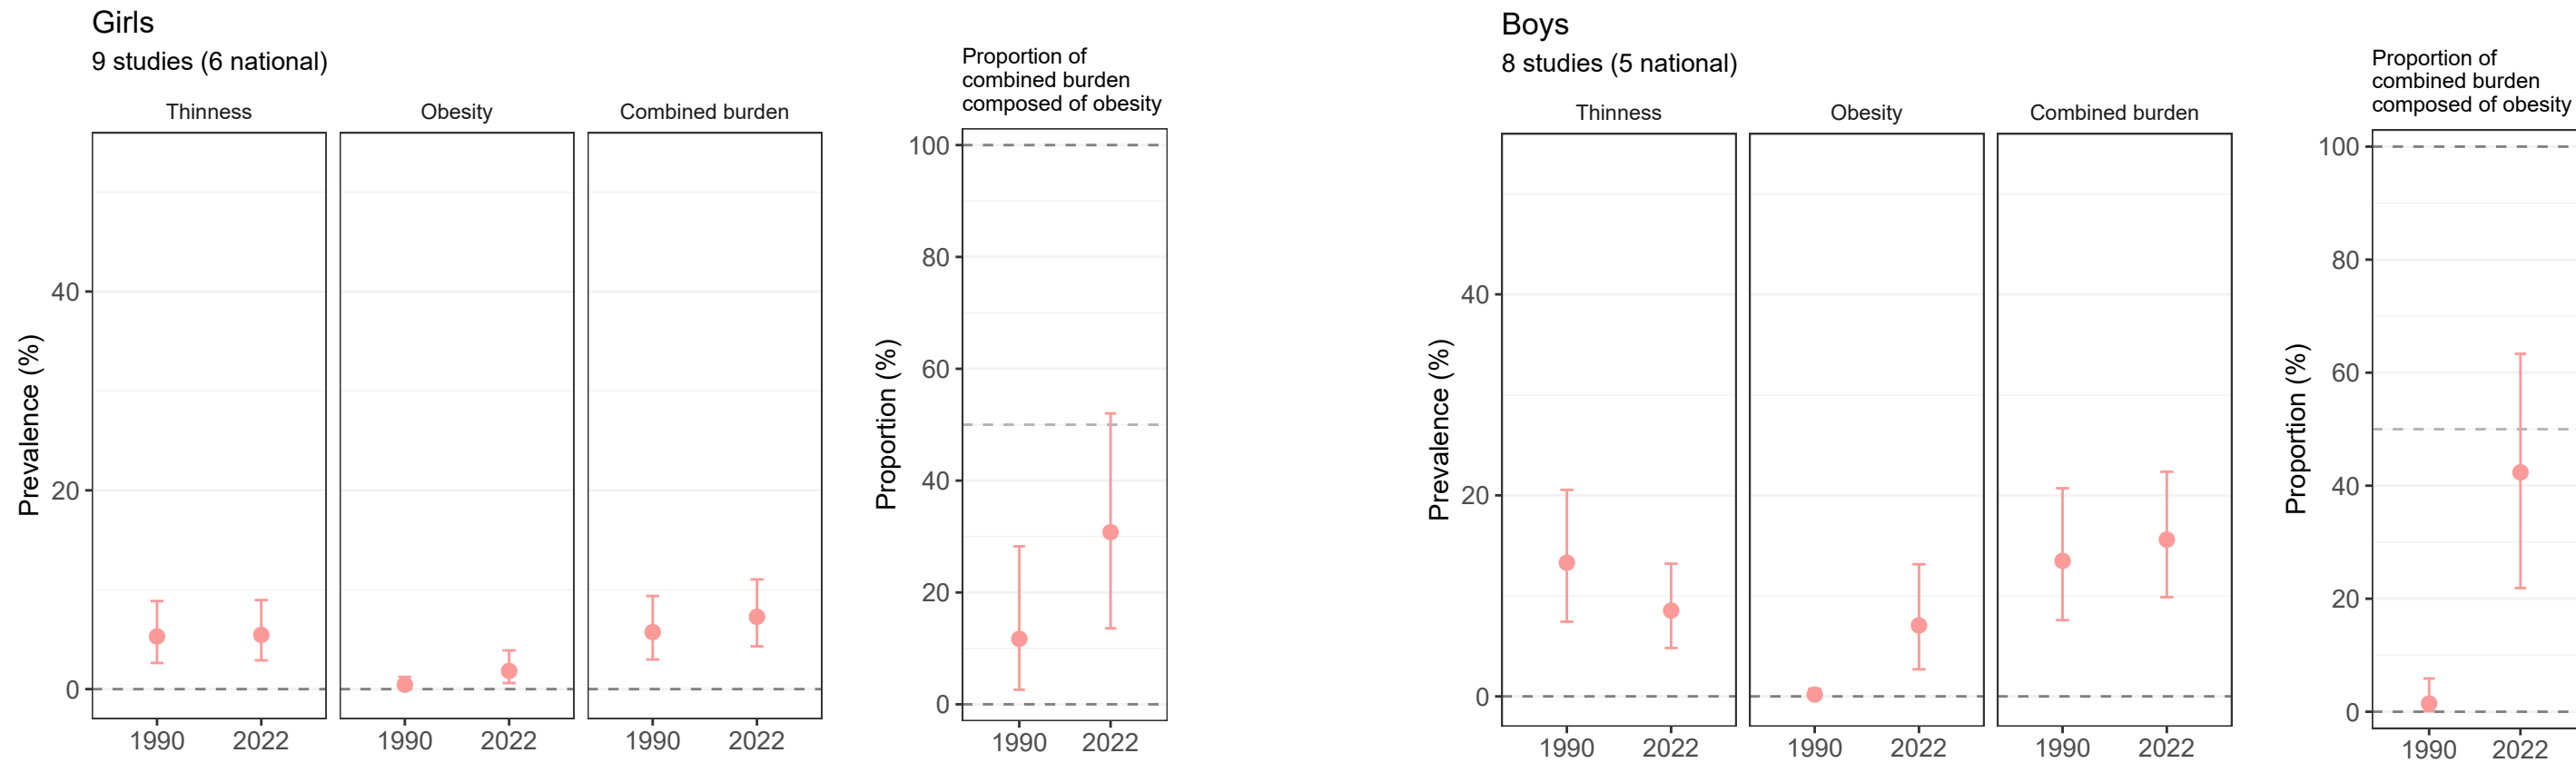 Girls
9 studies (6 national)
Thinness
Obesity
Combined burden
Prevalence (%)
40
20
0
1990 2022
1990 2022
1990 2022
Proportion of
combined burden
composed of obesity
Proportion (%)
100
80
60
40
20
0
1990 2022
Boys
8 studies (5 national)
Thinness
Obesity
Combined burden
Prevalence (%)
40
20
0
1990 2022
1990 2022
1990 2022
Proportion of
combined burden
composed of obesity
Proportion (%)
100
80
60
40
20
0
1990 2022